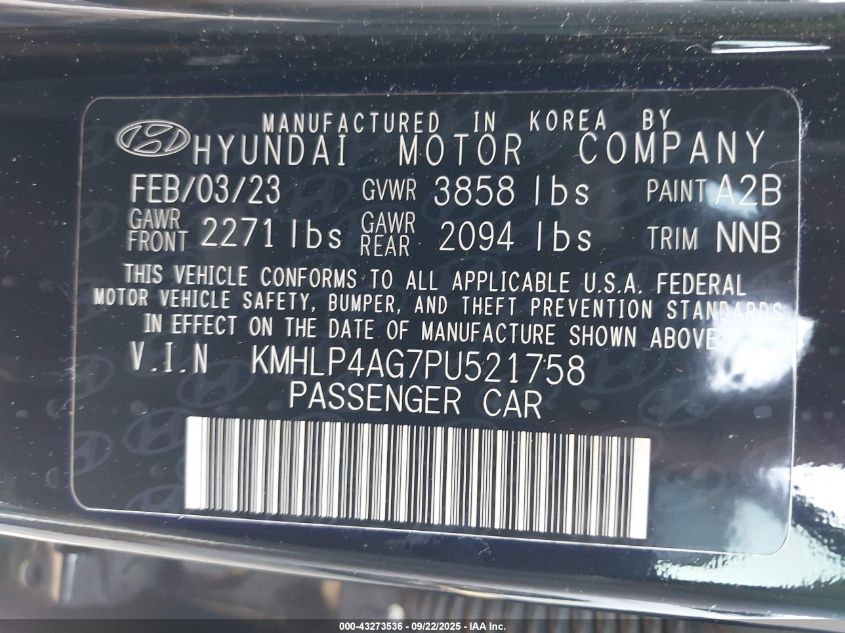 MANUFACTURED IN KOREA BY
HYUNDAI MOTOR COMPANY
FEB/03/23 GVWR 3858 lbs PAINT A2B
GAWR FRONT 2271 lbs GAWR REAR 2094 lbs TRIM NNB
THIS VEHICLE CONFORMS TO ALL APPLICABLE U.S.A. FEDERAL
MOTOR VEHICLE SAFETY, BUMPER, AND THEFT PREVENTION STANDARDS
IN EFFECT ON THE DATE OF MANUFACTURE SHOWN ABOVE
V.I.N KMHLP4AG7PU521758
PASSENGER CAR
000-43273536 - 09/22/2025 - IAA Inc.